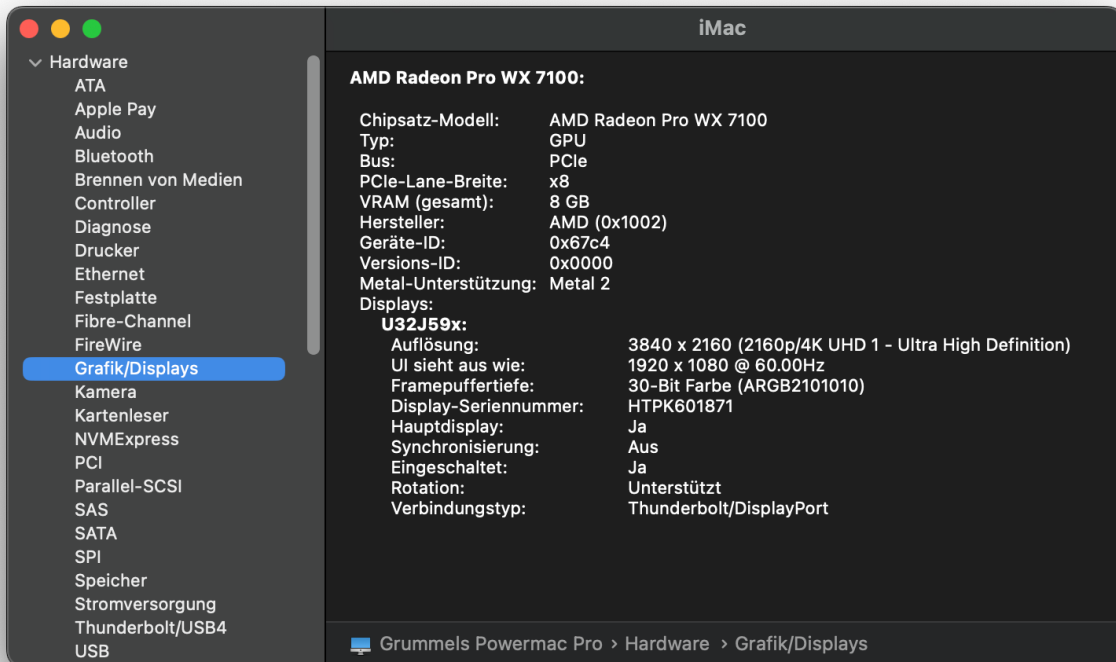 iMac
Hardware
ATA
Apple Pay
Audio
Bluetooth
Brennen von Medien
Controller
Diagnose
Drucker
Ethernet
Festplatte
Fibre-Channel
FireWire
Grafik/Displays
Kamera
Kartenleser
NVMExpress
PCI
Parallel-SCSI
SAS
SATA
SPI
Speicher
Stromversorgung
Thunderbolt/USB4
USB
AMD Radeon Pro WX 7100:
Chipsatz-Modell: AMD Radeon Pro WX 7100
Typ: GPU
Bus: PCIe
PCIe-Lane-Breite: x8
VRAM (gesamt): 8 GB
Hersteller: AMD (0x1002)
Geräte-ID: 0x67c4
Versions-ID: 0x0000
Metal-Unterstützung: Metal 2
Displays:
U32J59x:
Auflösung: 3840 x 2160 (2160p/4K UHD 1 - Ultra High Definition)
UI sieht aus wie: 1920 x 1080 @ 60.00Hz
Framepuffertiefe: 30-Bit Farbe (ARGB2101010)
Display-Seriennummer: HTPK601871
Hauptdisplay: Ja
Synchronisierung: Aus
Eingeschaltet: Ja
Rotation: Unterstützt
Verbindungstyp: Thunderbolt/DisplayPort
Grummels Powermac Pro › Hardware › Grafik/Displays